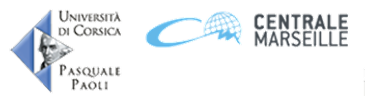 UNIVERSITÀ
DI CORSICA
PASQUALE
PAOLI
CENTRALE
MARSEILLE